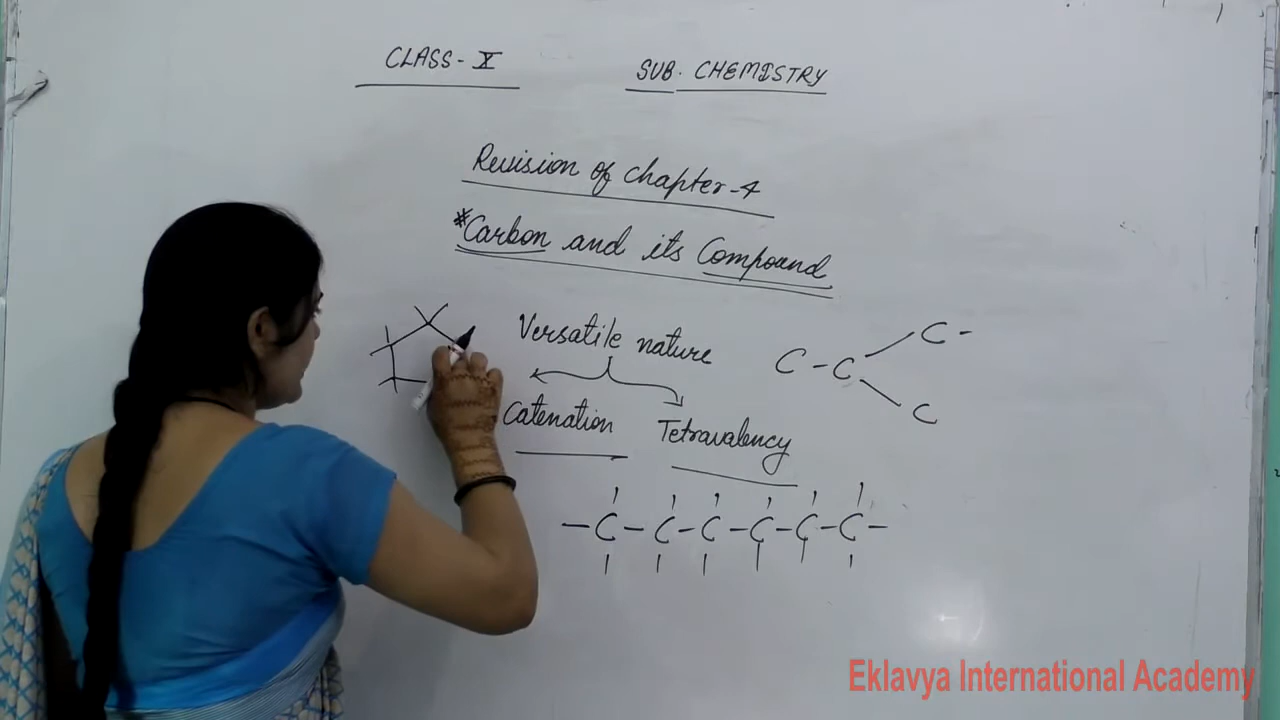 CLASS - X
SUB. CHEMISTRY
Revision of chapter-4
*Carbon and its Compound
Versatile nature
C - C
C -
C
Catenation
Tetravalency
- C - C - C - C - C - C -
Eklavya International Academy